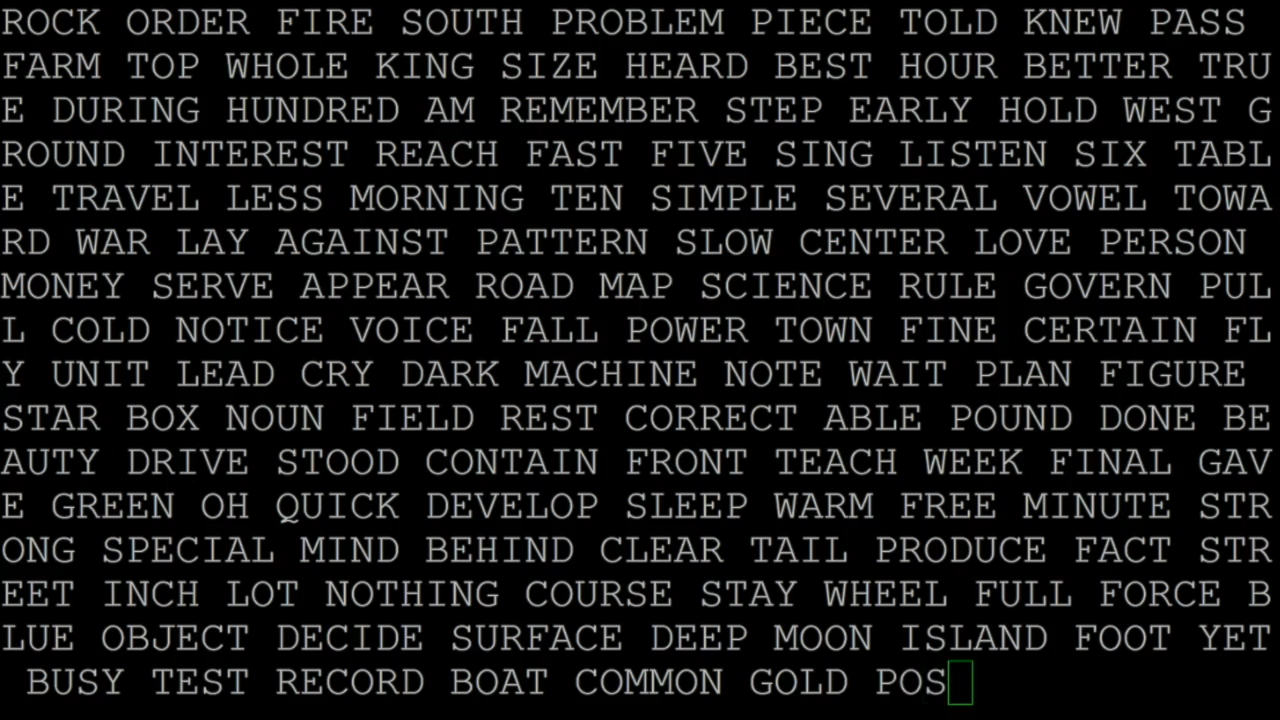 ROCK ORDER FIRE SOUTH PROBLEM PIECE TOLD KNEW PASS
FARM TOP WHOLE KING SIZE HEARD BEST HOUR BETTER TRU
E DURING HUNDRED AM REMEMBER STEP EARLY HOLD WEST G
ROUND INTEREST REACH FAST FIVE SING LISTEN SIX TABL
E TRAVEL LESS MORNING TEN SIMPLE SEVERAL VOWEL TOWA
RD WAR LAY AGAINST PATTERN SLOW CENTER LOVE PERSON
MONEY SERVE APPEAR ROAD MAP SCIENCE RULE GOVERN PUL
L COLD NOTICE VOICE FALL POWER TOWN FINE CERTAIN FL
Y UNIT LEAD CRY DARK MACHINE NOTE WAIT PLAN FIGURE
STAR BOX NOUN FIELD REST CORRECT ABLE POUND DONE BE
AUTY DRIVE STOOD CONTAIN FRONT TEACH WEEK FINAL GAV
E GREEN OH QUICK DEVELOP SLEEP WARM FREE MINUTE STR
ONG SPECIAL MIND BEHIND CLEAR TAIL PRODUCE FACT STR
EET INCH LOT NOTHING COURSE STAY WHEEL FULL FORCE B
LUE OBJECT DECIDE SURFACE DEEP MOON ISLAND FOOT YET
BUSY TEST RECORD BOAT COMMON GOLD POS